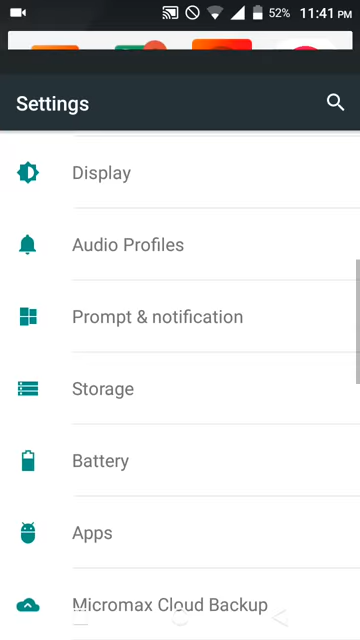 52% 11:41 PM
Settings
Display
Audio Profiles
Prompt & notification
Storage
Battery
Apps
Micromax Cloud Backup